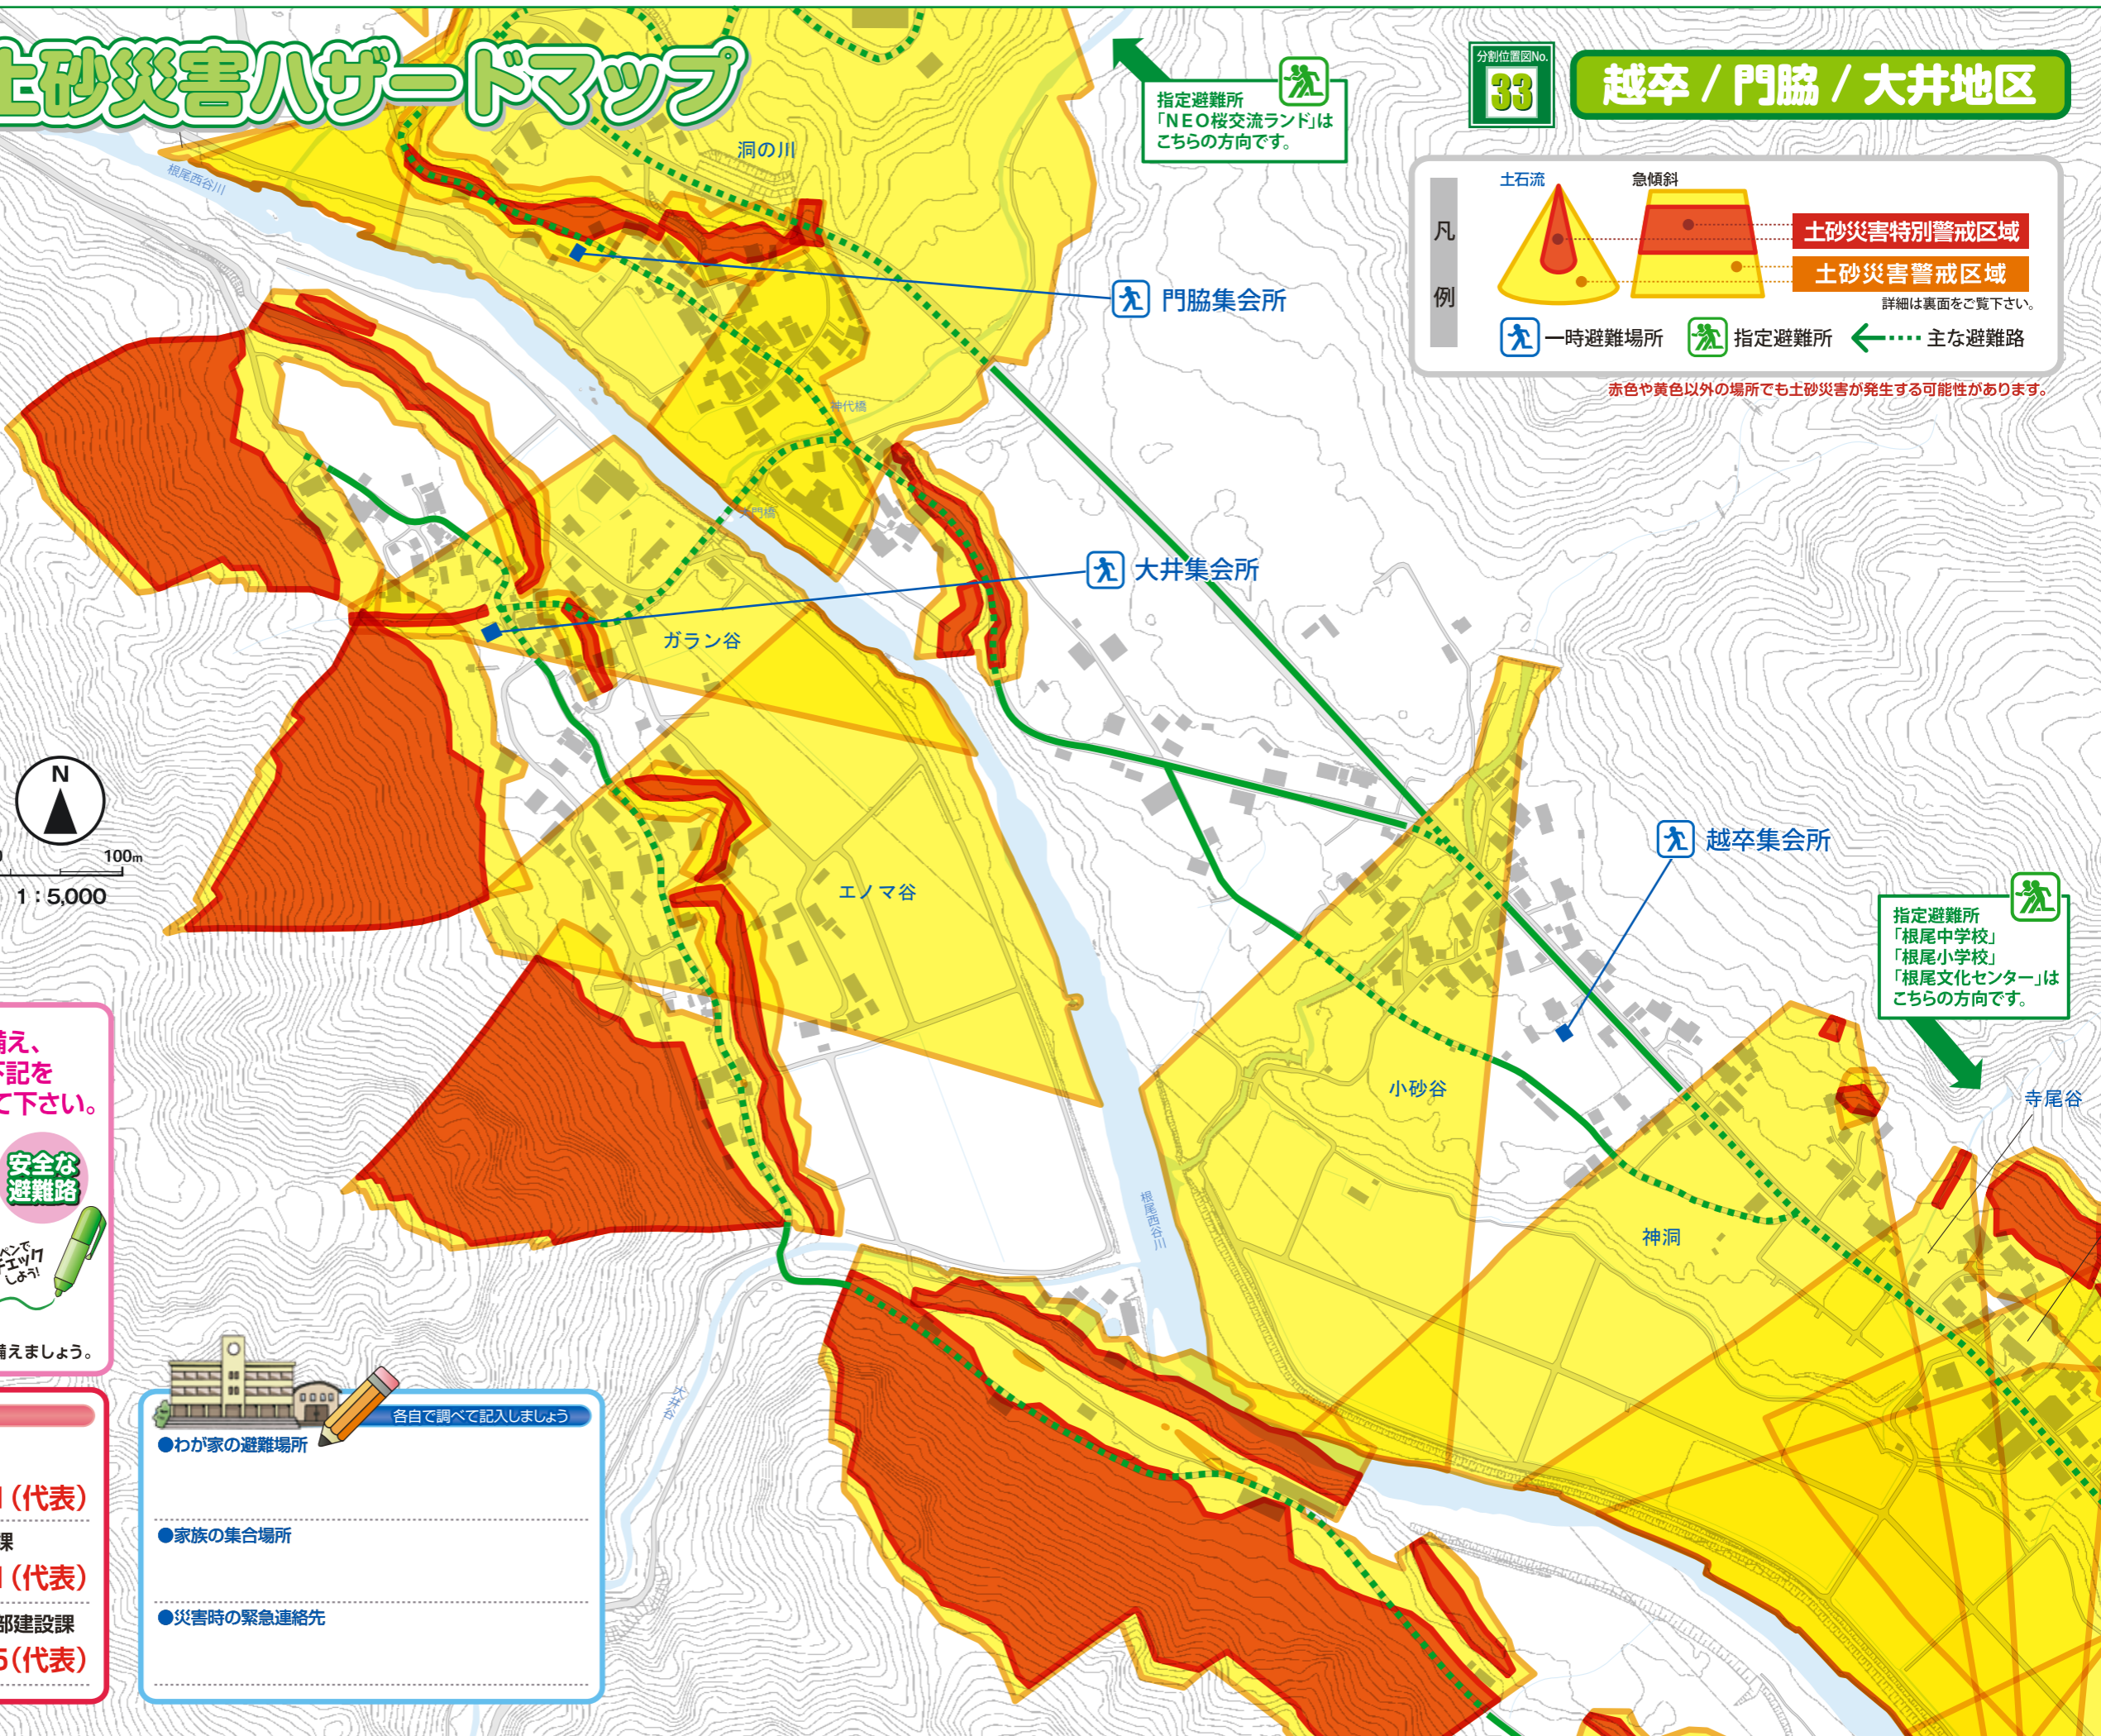 土砂災害ハザードマップ
分割位置図No.
33
越卒 / 門脇 / 大井地区
指定避難所
「NEO桜交流ランド」は
こちらの方向です。
凡例
土石流
急傾斜
土砂災害特別警戒区域
土砂災害警戒区域
詳細は裏面をご覧下さい。
一時避難場所
指定避難所
主な避難路
赤色や黄色以外の場所でも土砂災害が発生する可能性があります。
洞の川
根尾西谷川
門脇集会所
神代橋
門橋
大井集会所
ガラン谷
N
100m
1:5,000
エノマ谷
越卒集会所
指定避難所
「根尾中学校」
「根尾小学校」
「根尾文化センター」は
こちらの方向です。
小砂谷
寺尾谷
根尾西谷川
神洞
大井谷
備え、
下記を
て下さい。
安全な
避難路
ペンで
チェック
しよう!
備えましょう。
1(代表)
課
1(代表)
部建設課
5(代表)
各自で調べて記入しましょう
●わが家の避難場所
●家族の集合場所
●災害時の緊急連絡先